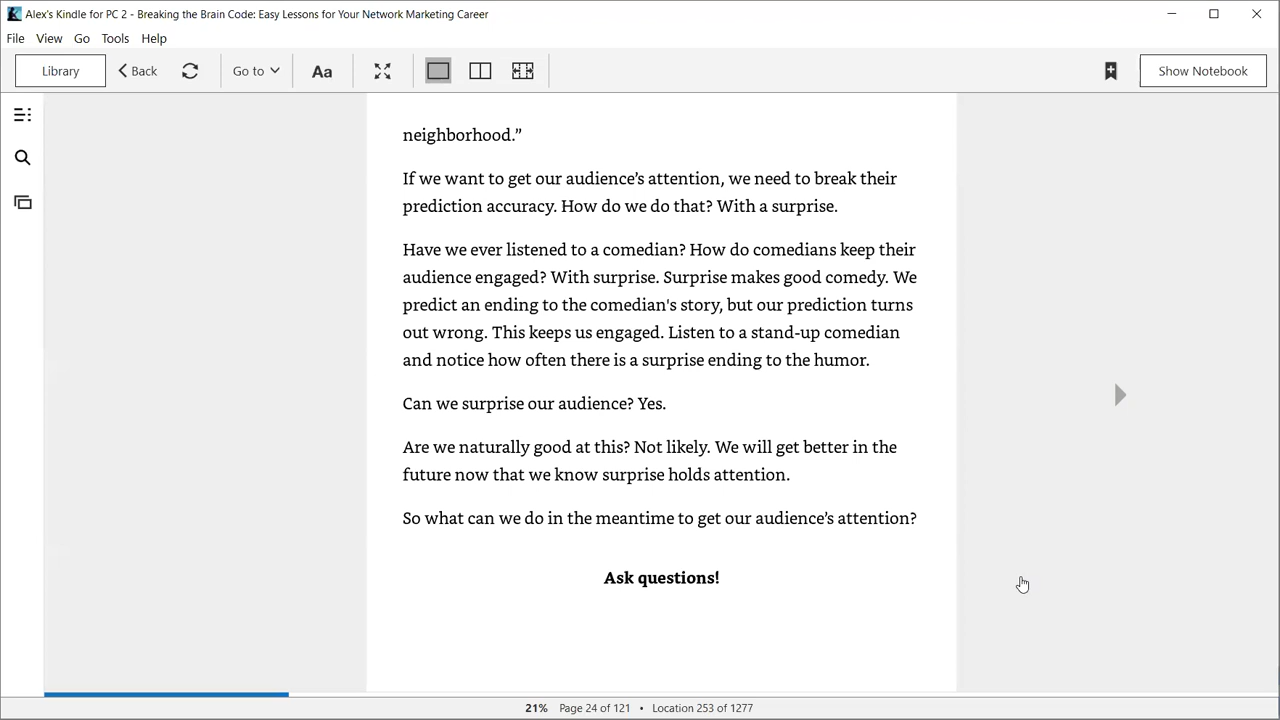 Alex's Kindle for PC 2 - Breaking the Brain Code: Easy Lessons for Your Network Marketing Career
File View Go Tools Help
Library Back Go to Aa Show Notebook
neighborhood.”
If we want to get our audience’s attention, we need to break their
prediction accuracy. How do we do that? With a surprise.
Have we ever listened to a comedian? How do comedians keep their
audience engaged? With surprise. Surprise makes good comedy. We
predict an ending to the comedian's story, but our prediction turns
out wrong. This keeps us engaged. Listen to a stand-up comedian
and notice how often there is a surprise ending to the humor.
Can we surprise our audience? Yes.
Are we naturally good at this? Not likely. We will get better in the
future now that we know surprise holds attention.
So what can we do in the meantime to get our audience’s attention?
Ask questions!
21% Page 24 of 121 • Location 253 of 1277